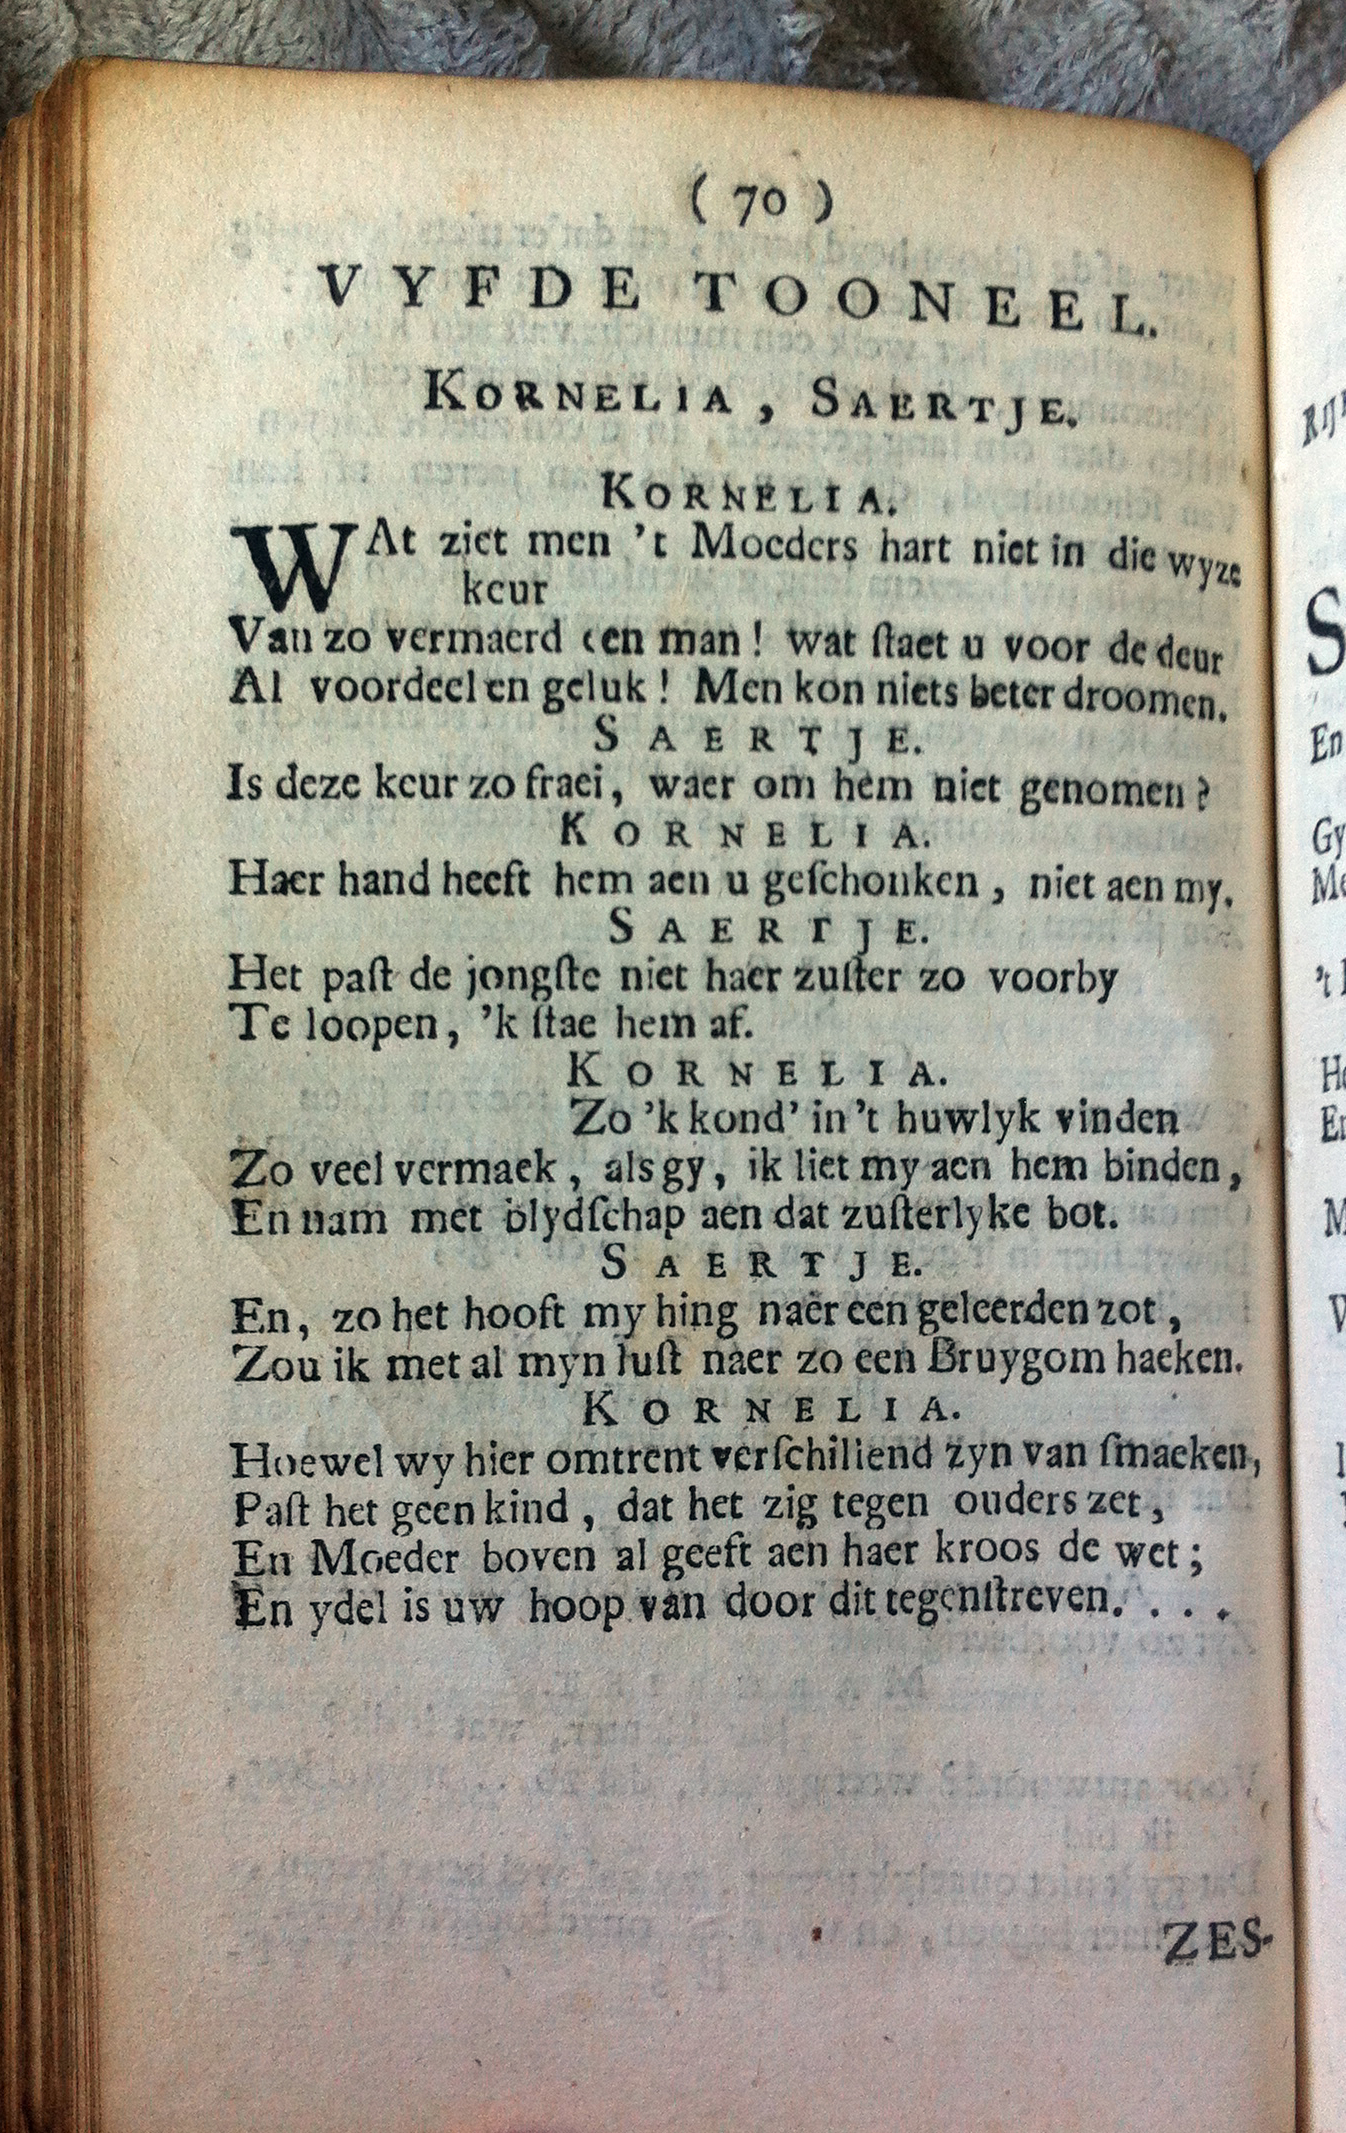 ( 70 )
VYFDE TOONEEL.
KORNELIA, SAERTJE.
KORNELIA.
WAt ziet men 't Moeders hart niet in die wyze
keur
Van zo vermaerd een man! wat ſtaet u voor de deur
Al voordeel en geluk! Men kon niets beter droomen.
SAERTJE.
Is deze keur zo fraei, waer om hem niet genomen?
KORNELIA.
Haer hand heeft hem aen u geſchonken, niet aen my.
SAERTJE.
Het paſt de jongſte niet haer zuſter zo voorby
Te loopen, 'k ſtae hem af.
KORNELIA.
Zo 'k kond' in 't huwlyk vinden
Zo veel vermaek, als gy, ik liet my aen hem binden,
En nam met blydſchap aen dat zuſterlyke bot.
SAERTJE.
En, zo het hooft my hing naer een geleerden zot,
Zou ik met al myn luſt naer zo een Bruygom haeken.
KORNELIA.
Hoewel wy hier omtrent verſchillend zyn van ſmaeken,
Paſt het geen kind, dat het zig tegen ouders zet,
En Moeder boven al geeft aen haer kroos de wet;
En ydel is uw hoop van door dit tegenſtreven. . . .
ZES-
En
Gy
't